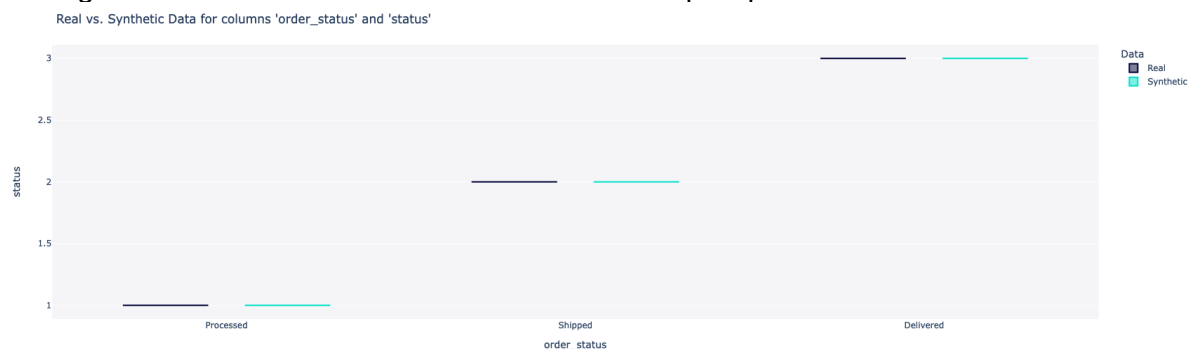 Real vs. Synthetic Data for columns 'order_status' and 'status'
Data
Real
Synthetic
3
2.5
2
1.5
1
status
Processed Shipped Delivered
order_status